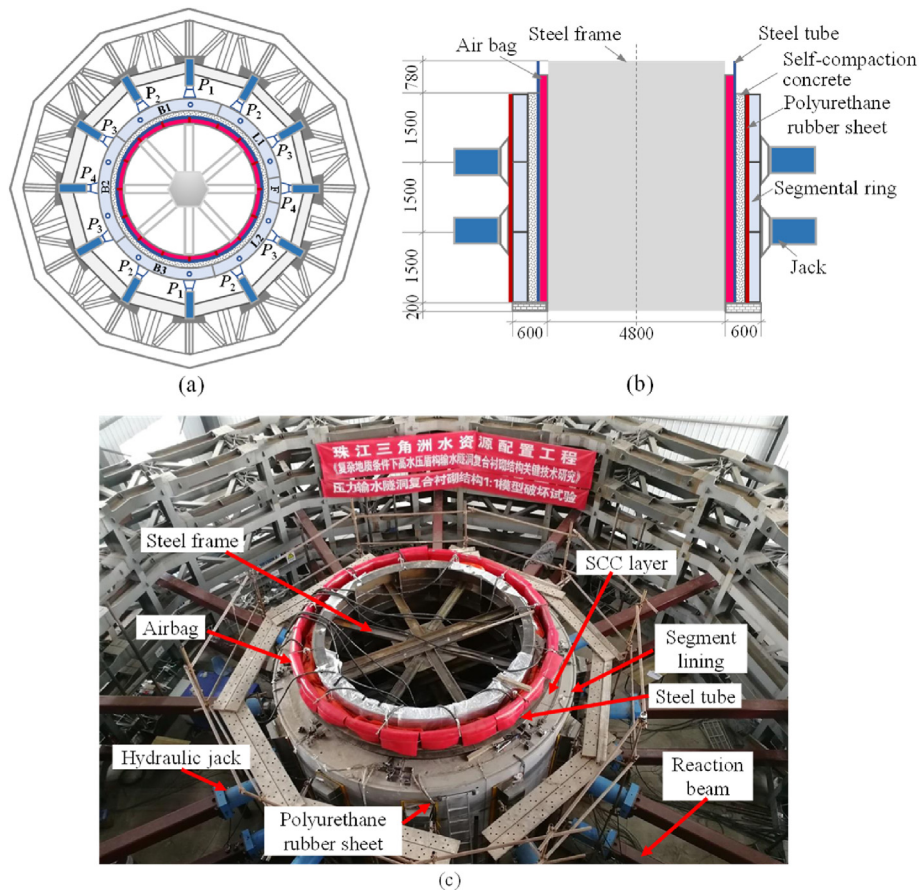 P1
P2
P2
B1
P3
L1
P3
P4
B2
F
P4
P3
L2
P3
B3
P2
P1
P2
(a)
Air bag
Steel frame
Steel tube
Self-compaction
concrete
Polyurethane
rubber sheet
Segmental ring
Jack
780
1500
1500
1500
200
600
4800
600
(b)
珠江三角洲水资源配置工程
《复杂地质条件下高水压盾构输水隧洞复合衬砌结构关键技术研究》
压力输水隧洞复合衬砌结构1:1模型破坏试验
Steel frame
SCC layer
Airbag
Segment
lining
Steel tube
Hydraulic jack
Reaction
beam
Polyurethane
rubber sheet
(c)